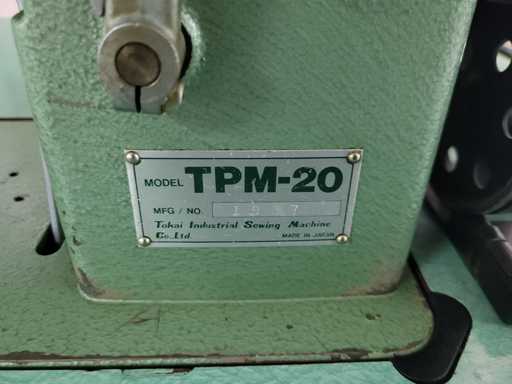 MODEL TPM-20
MFG / NO.
Tokai Industrial Sewing Machine
Co.,Ltd. MADE IN JAPAN